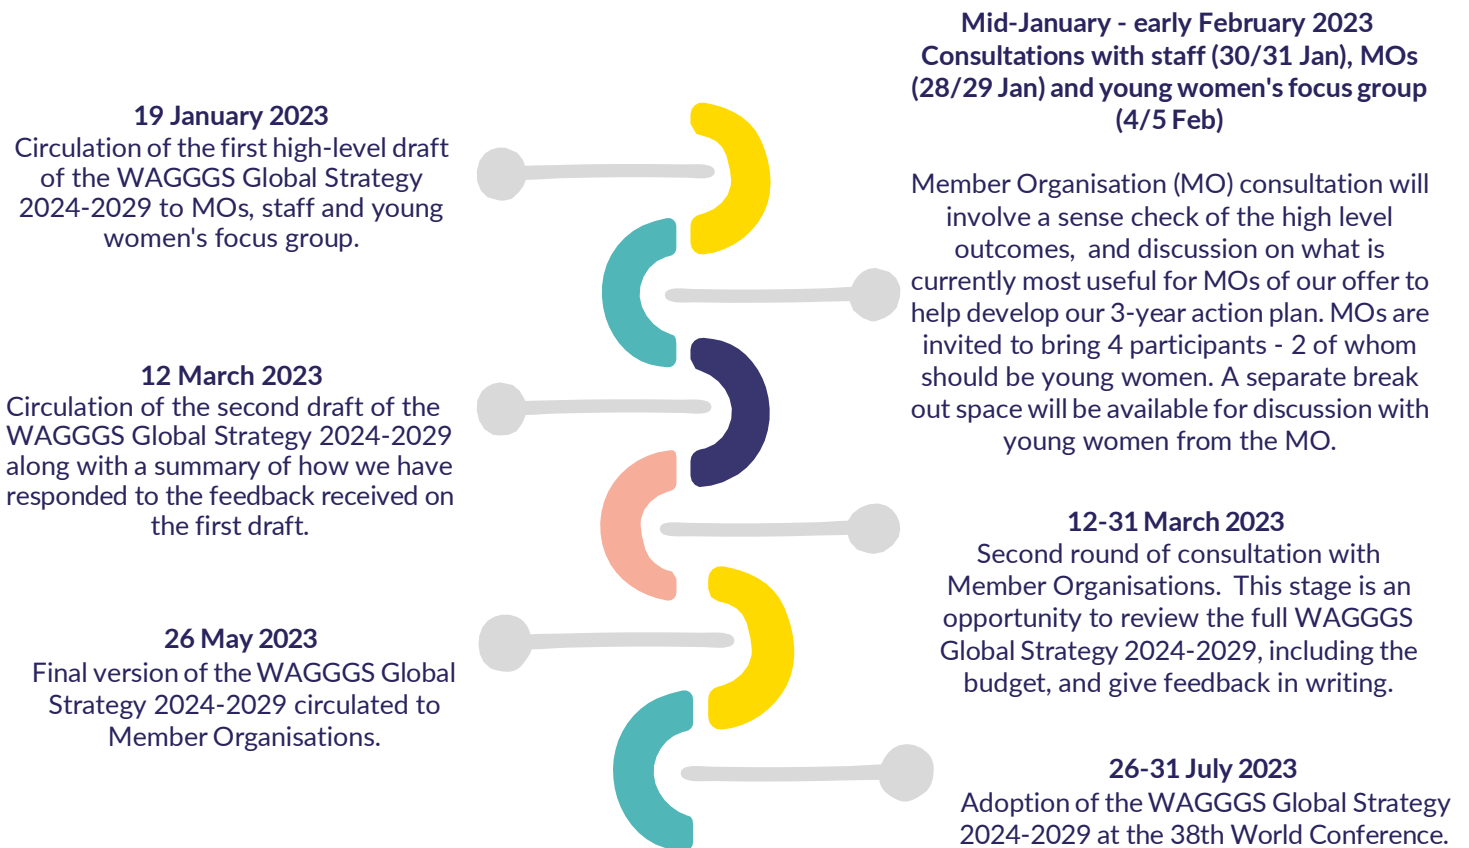 19 January 2023
Circulation of the first high-level draft
of the WAGGGS Global Strategy
2024-2029 to MOs, staff and young
women's focus group.
Mid-January - early February 2023
Consultations with staff (30/31 Jan), MOs
(28/29 Jan) and young women's focus group
(4/5 Feb)
Member Organisation (MO) consultation will
involve a sense check of the high level
outcomes, and discussion on what is
currently most useful for MOs of our offer to
help develop our 3-year action plan. MOs are
invited to bring 4 participants - 2 of whom
should be young women. A separate break
out space will be available for discussion with
young women from the MO.
12 March 2023
Circulation of the second draft of the
WAGGGS Global Strategy 2024-2029
along with a summary of how we have
responded to the feedback received on
the first draft.
12-31 March 2023
Second round of consultation with
Member Organisations. This stage is an
opportunity to review the full WAGGGS
Global Strategy 2024-2029, including the
budget, and give feedback in writing.
26 May 2023
Final version of the WAGGGS Global
Strategy 2024-2029 circulated to
Member Organisations.
26-31 July 2023
Adoption of the WAGGGS Global Strategy
2024-2029 at the 38th World Conference.